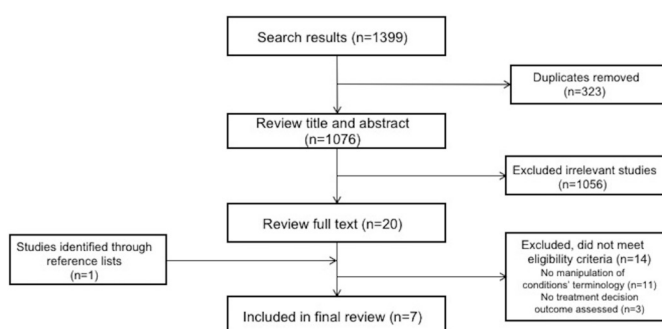 Search results (n=1399)
Duplicates removed
(n=323)
Review title and abstract
(n=1076)
Excluded irrelevant studies
(n=1056)
Review full text (n=20)
Studies identified through
reference lists
(n=1)
Excluded, did not meet
eligibility criteria (n=14)
No manipulation of
conditions' terminology (n=11)
No treatment decision
outcome assessed (n=3)
Included in final review (n=7)